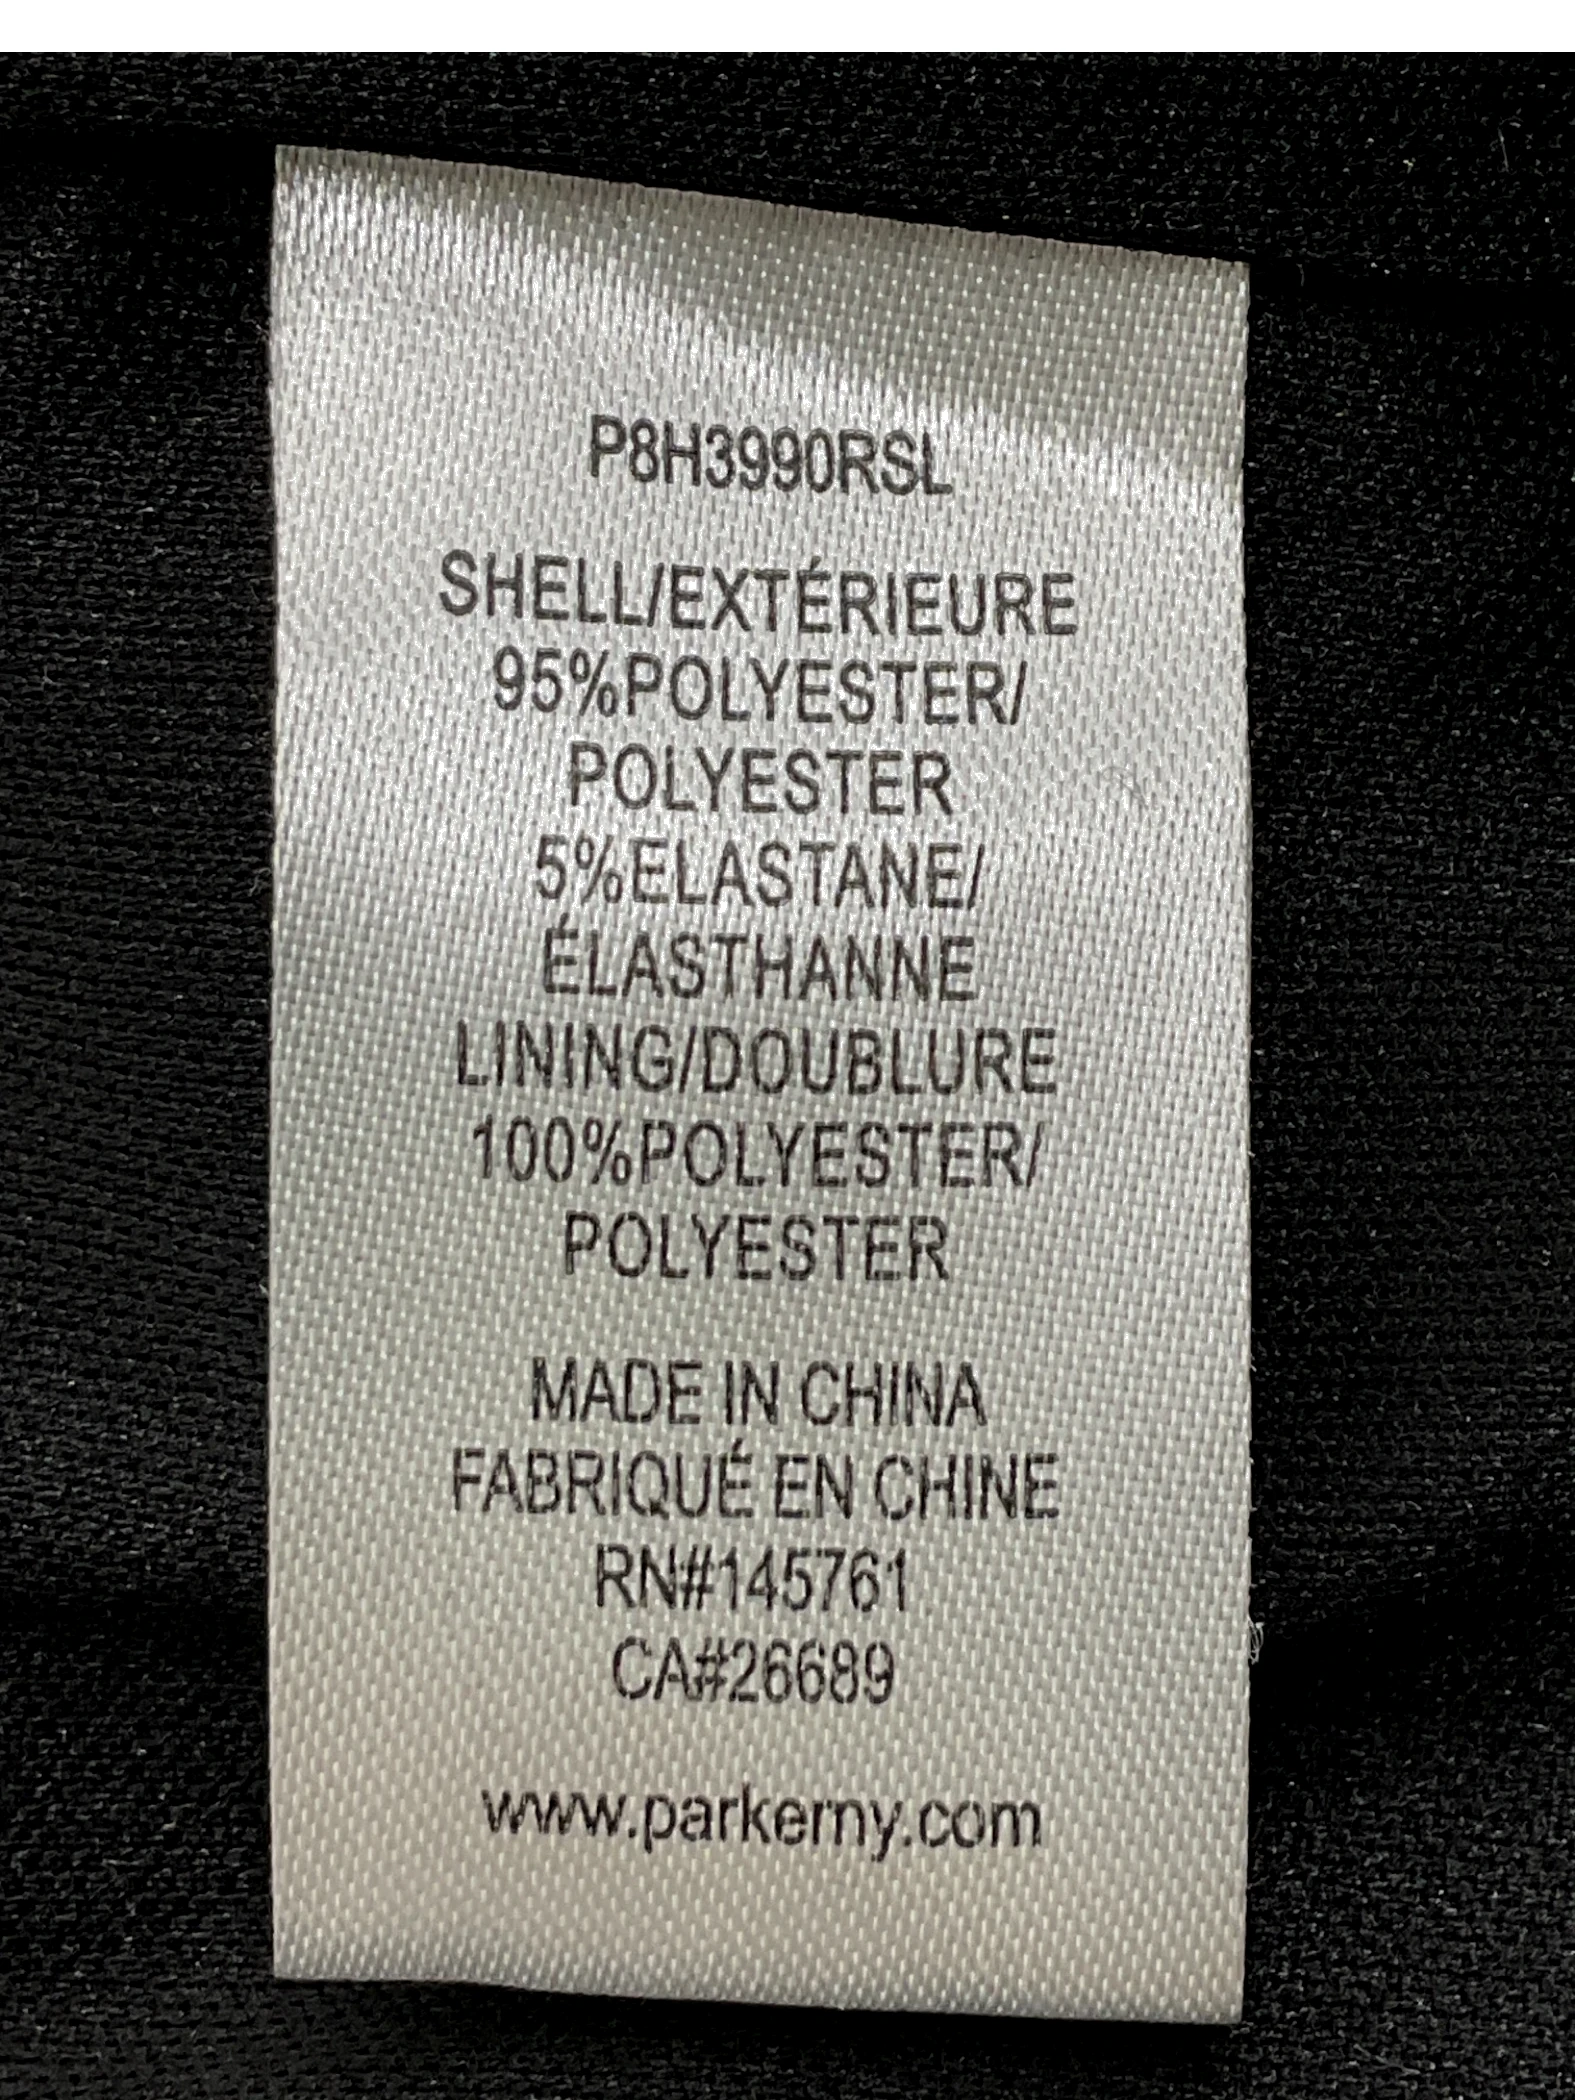 P8H3990RSL
SHELL/EXTÉRIEURE
95%POLYESTER/
POLYESTER
5%ELASTANE/
ÉLASTHANNE
LINING/DOUBLURE
100%POLYESTER/
POLYESTER
MADE IN CHINA
FABRIQUÉ EN CHINE
RN#145761
CA#26689
www.parkerny.com